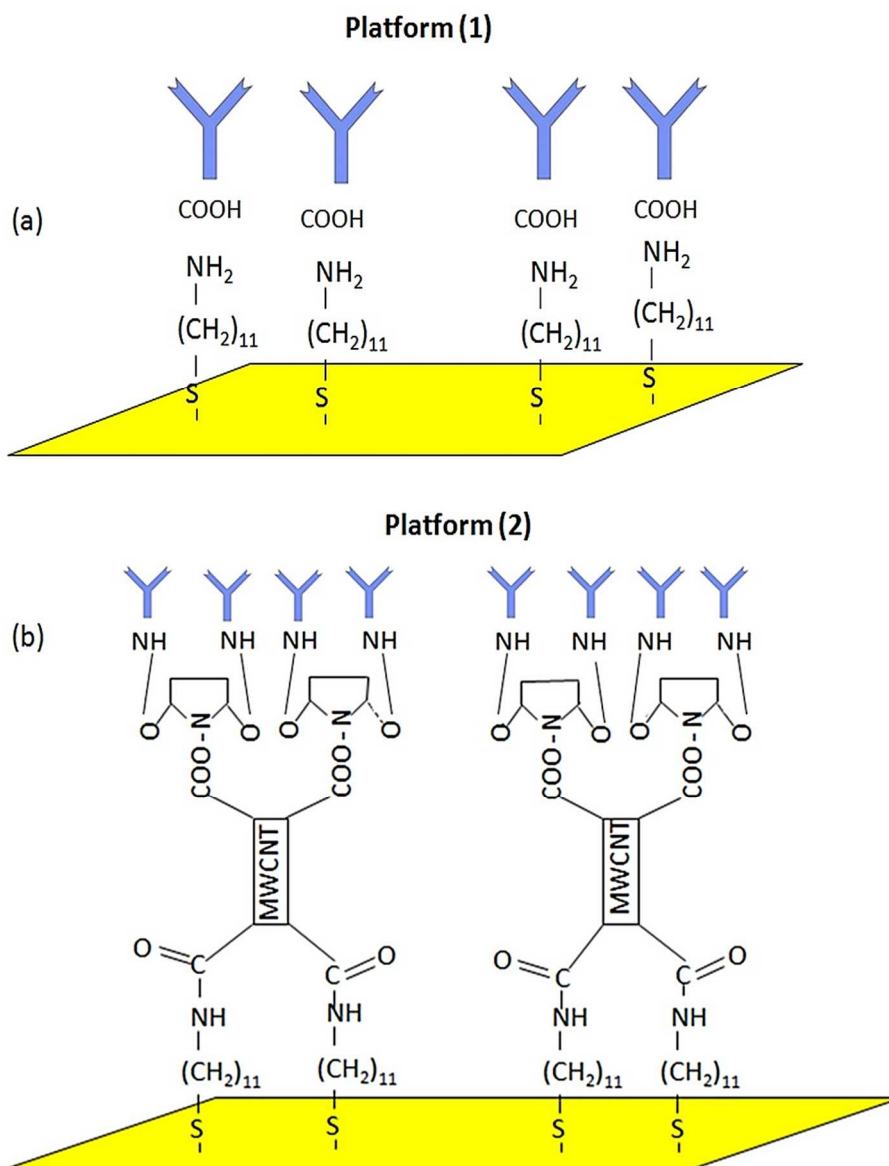 Platform (1)
(a)
COOH COOH COOH COOH
NH₂ NH₂ NH₂ NH₂
(CH₂)₁₁ (CH₂)₁₁ (CH₂)₁₁ (CH₂)₁₁
S S S S
Platform (2)
(b)
NH NH NH NH NH NH NH NH
O N O O N O O N O O N O
COO-N COO-N COO-N COO-N
MWCNT MWCNT
O C C O O C C O
NH NH NH NH
(CH₂)₁₁ (CH₂)₁₁ (CH₂)₁₁ (CH₂)₁₁
S S S S